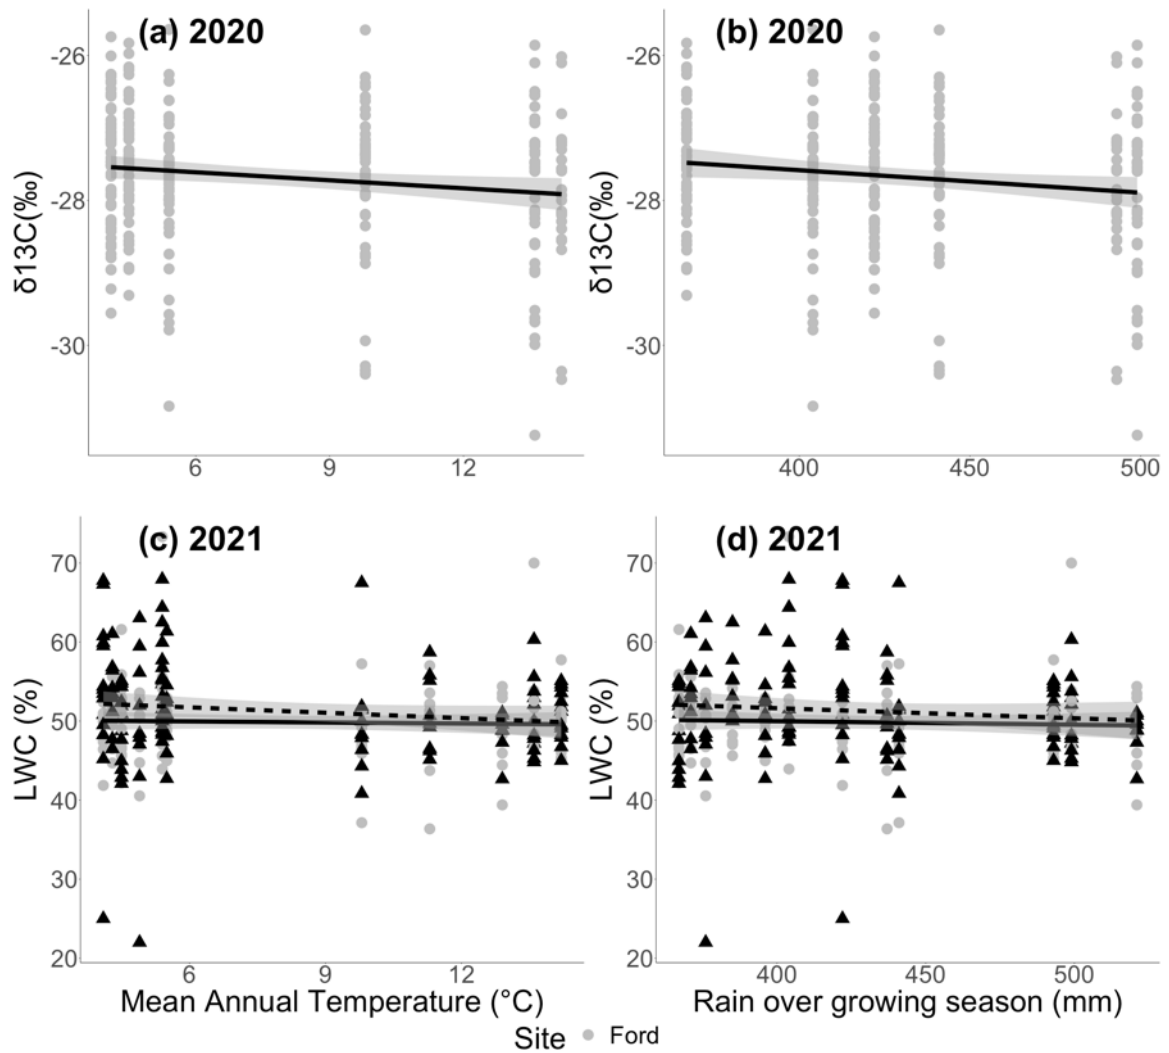 (a) 2020
-26
-28
-30
δ13C(‰)
6 9 12
(b) 2020
-26
-28
-30
δ13C(‰)
400 450 500
(c) 2021
70
60
50
40
30
20
LWC (%)
6 9 12
Mean Annual Temperature (°C)
(d) 2021
70
60
50
40
30
20
LWC (%)
400 450 500
Rain over growing season (mm)
Site Ford